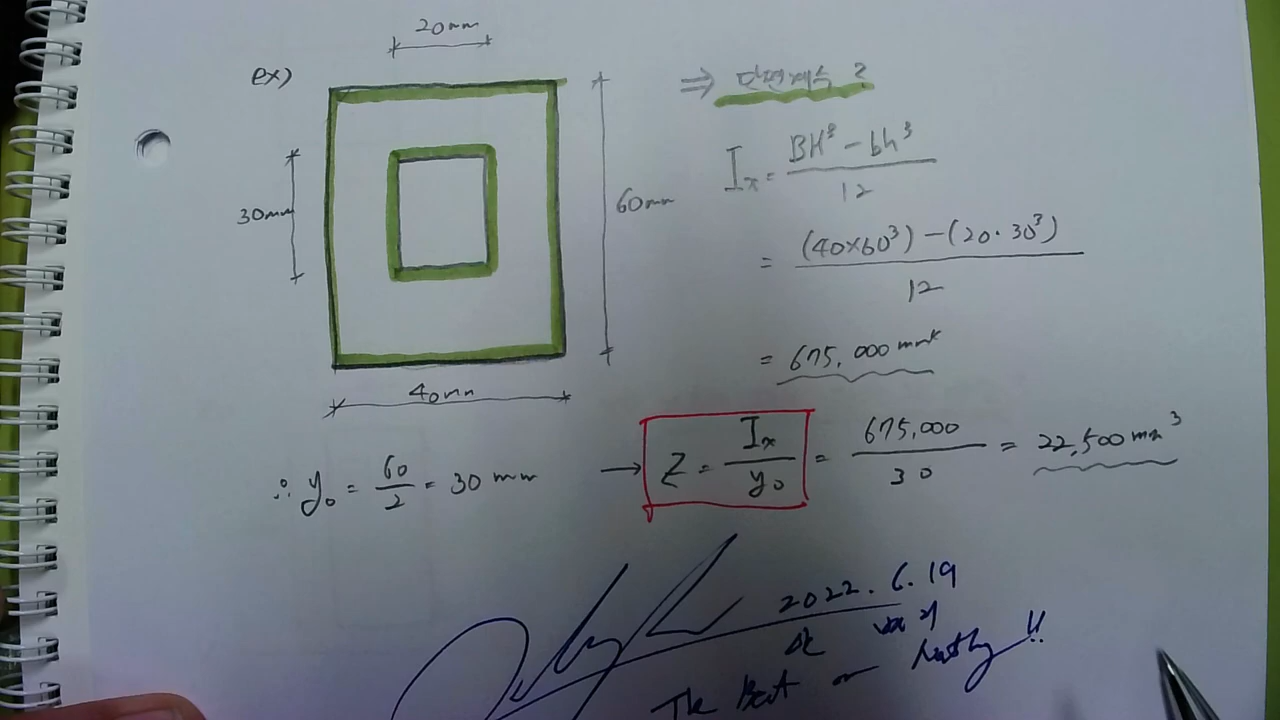 20mm
ex)
⇒ 단면계수?
Ix = BH³ - bh³ / 12
30mm
60mm
= (40×60³) - (20·30³) / 12
= 675,000 mm⁴
40mm
∴ y₀ = 60/2 = 30 mm
→ Z = Ix / y₀ = 675,000 / 30 = 22,500 mm³
2022. 6. 19
The Best or Nothing!!